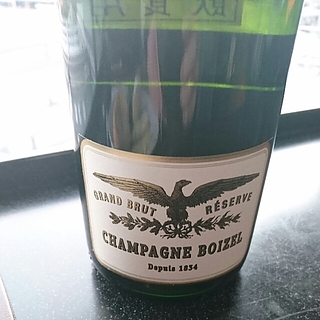 GRAND BRUT RÉSERVE
CHAMPAGNE BOIZEL
Depuis 1834